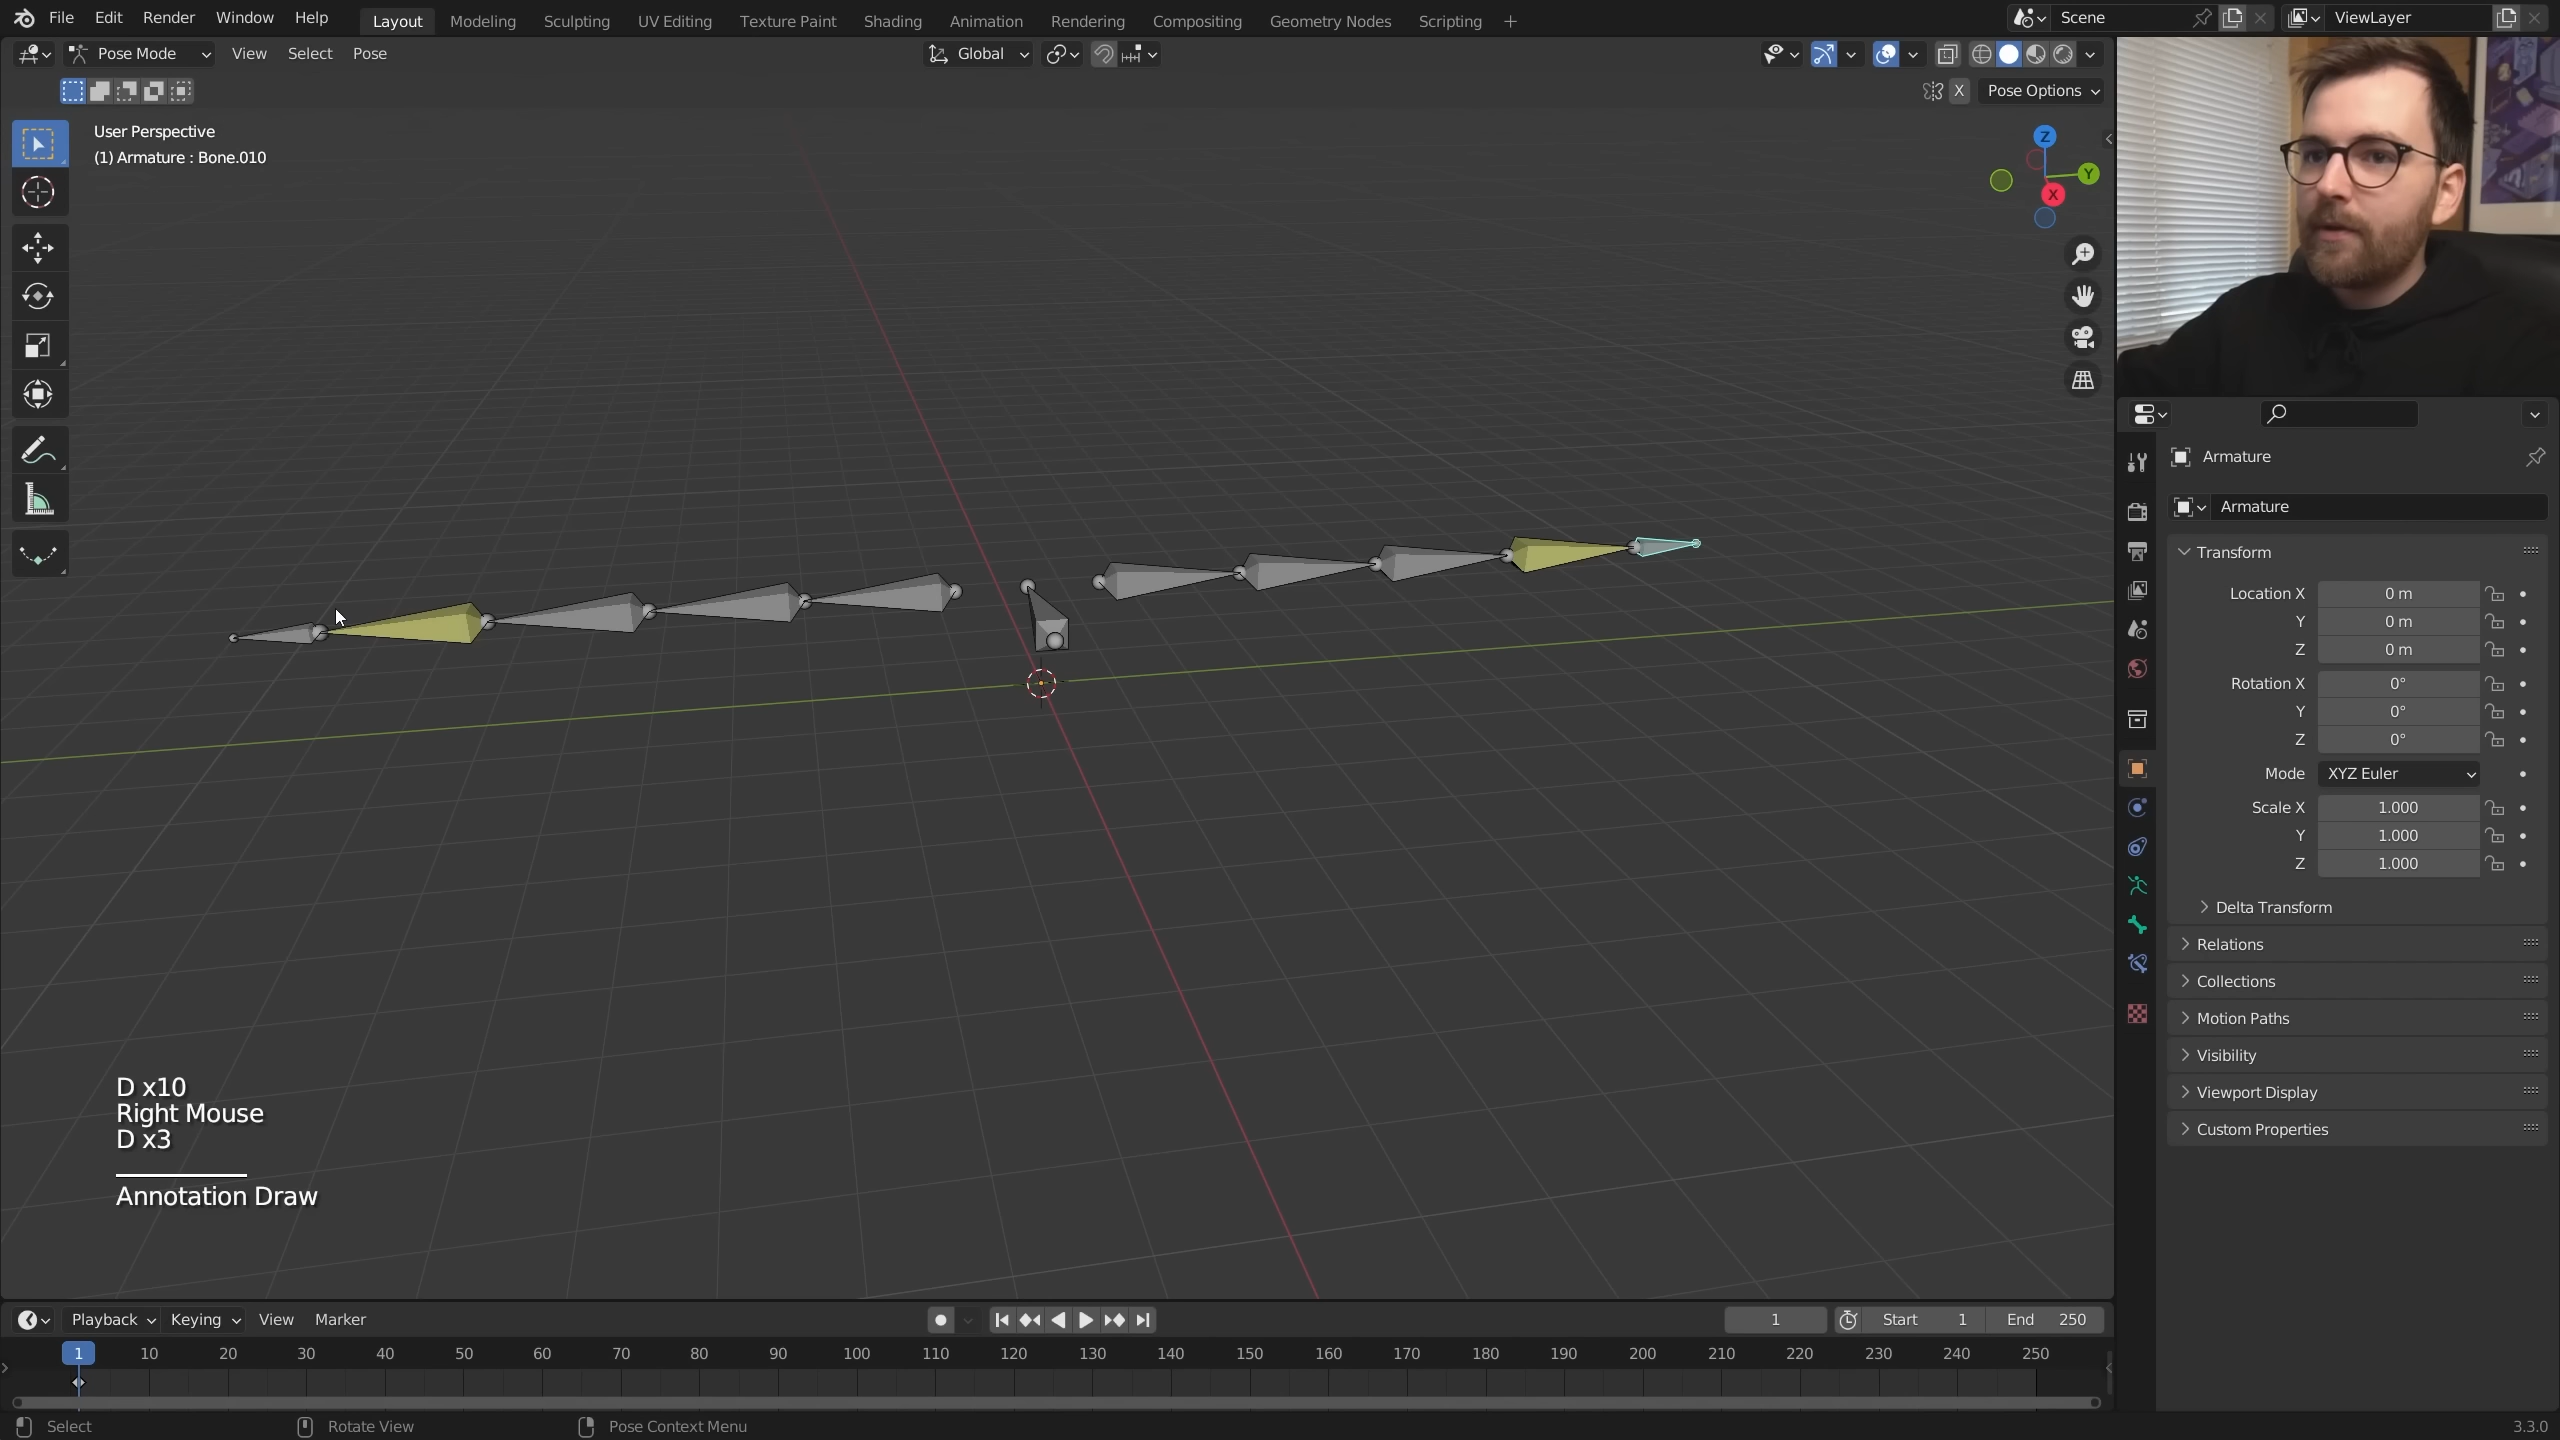 File Edit Render Window Help Layout Modeling Sculpting UV Editing Texture Paint Shading Animation Rendering Compositing Geometry Nodes Scripting + Scene ViewLayer
Pose Mode View Select Pose Global
X Pose Options
User Perspective
(1) Armature : Bone.010
Z
Y
X
Armature
Armature
Transform
Location X 0 m
Y 0 m
Z 0 m
Rotation X 0°
Y 0°
Z 0°
Mode XYZ Euler
Scale X 1.000
Y 1.000
Z 1.000
Delta Transform
Relations
Collections
Motion Paths
Visibility
Viewport Display
Custom Properties
D x10
Right Mouse
D x3
Annotation Draw
Playback Keying View Marker 1 Start 1 End 250
1 10 20 30 40 50 60 70 80 90 100 110 120 130 140 150 160 170 180 190 200 210 220 230 240 250
Select Rotate View Pose Context Menu 3.3.0